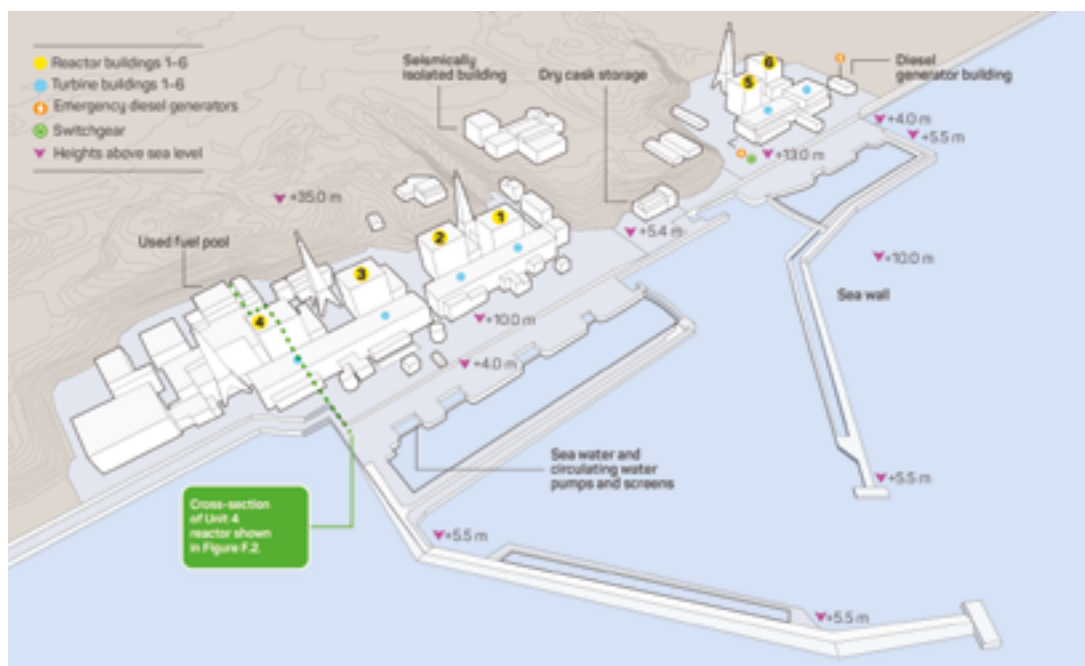 Reactor buildings 1-6
Turbine buildings 1-6
Emergency diesel generators
Switchgear
Heights above sea level
Seismically
isolated building
Dry cask storage
6
5
Diesel
generator building
+4.0 m
+5.5 m
+13.0 m
+35.0 m
1
2
+5.4 m
Used fuel pool
3
4
+10.0 m
+10.0 m
Sea wall
+4.0 m
Sea water and
circulating water
pumps and screens
+5.5 m
Cross-section
of Unit 4
reactor shown
in Figure F.2.
+5.5 m
+5.5 m